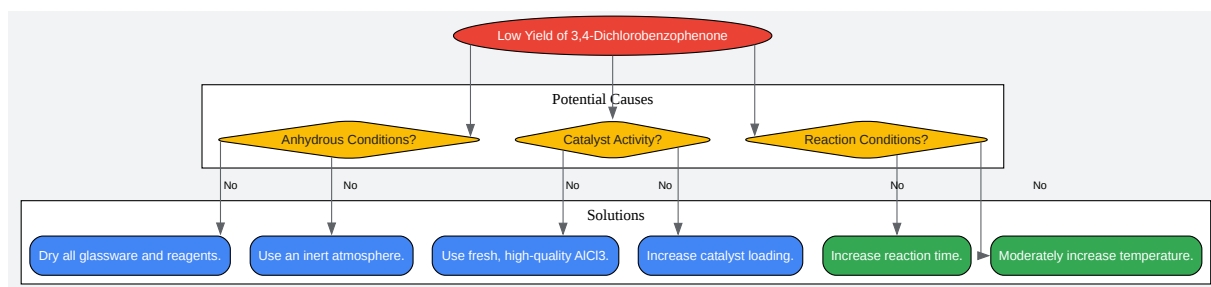 Low Yield of 3,4-Dichlorobenzophenone
Potential Causes
Anhydrous Conditions?
Catalyst Activity?
Reaction Conditions?
No
No
No
No
No
No
Solutions
Dry all glassware and reagents.
Use an inert atmosphere.
Use fresh, high-quality AlCl3.
Increase catalyst loading.
Increase reaction time.
Moderately increase temperature.